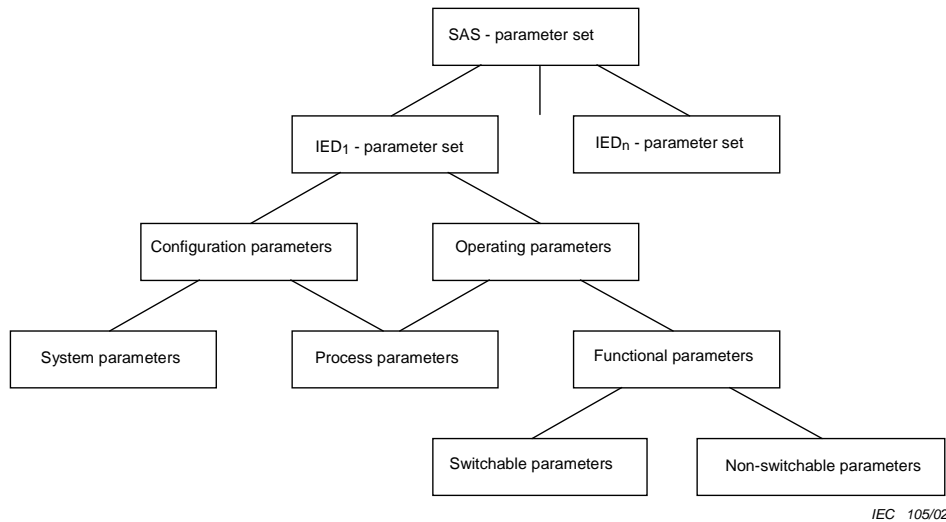 SAS - parameter set
IED1 - parameter set
IEDn - parameter set
Configuration parameters
Operating parameters
System parameters
Process parameters
Functional parameters
Switchable parameters
Non-switchable parameters
IEC 105/02